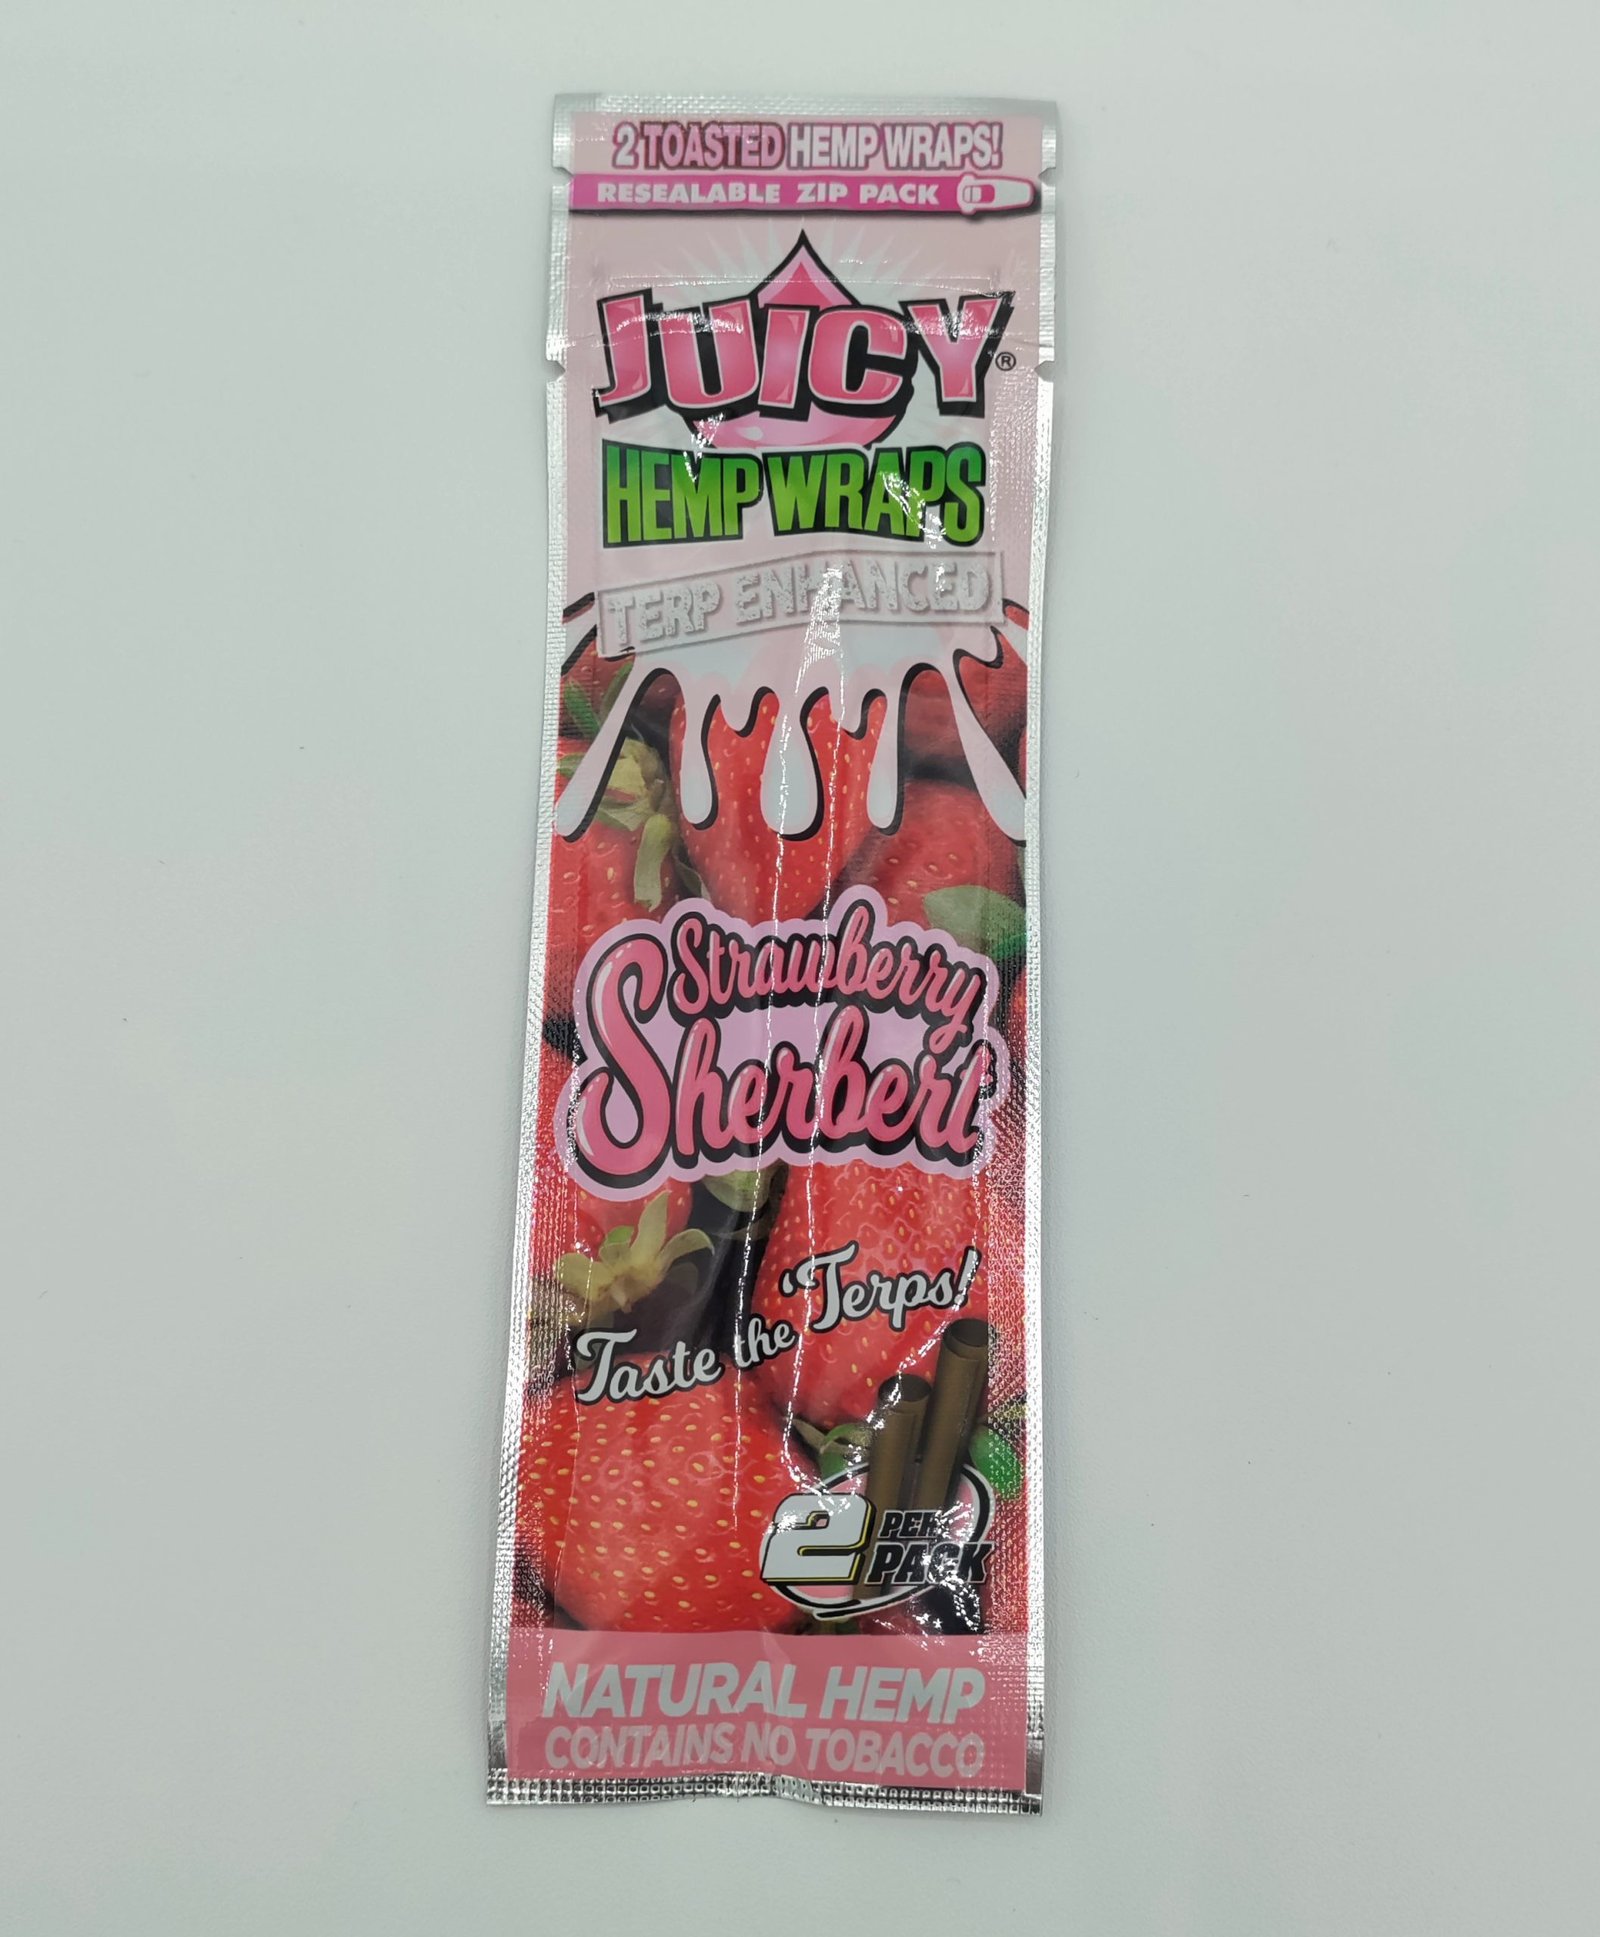 2 TOASTED HEMP WRAPS!
RESEALABLE ZIP PACK
JUICY®
HEMP WRAPS
TERP ENHANCED
Strawberry
Sherbert
Taste the 'Terps!
2 PER
PACK
NATURAL HEMP
CONTAINS NO TOBACCO